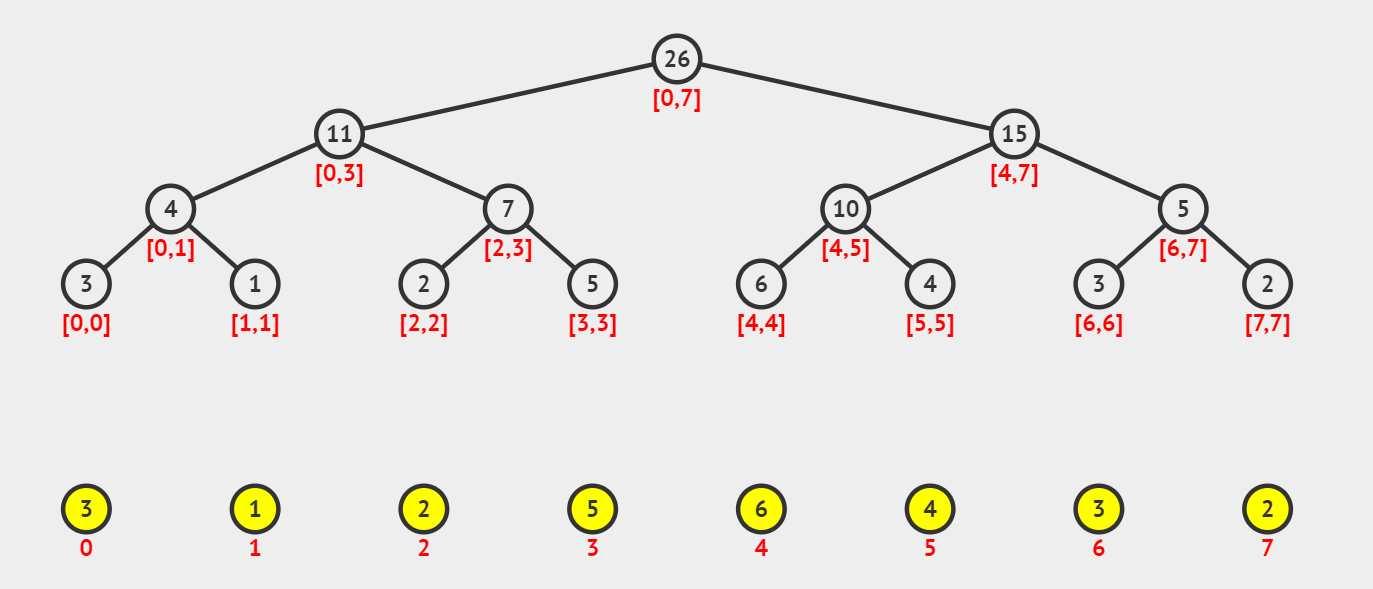 26
[0,7]
11 15
[0,3] [4,7]
4 7 10 5
[0,1] [2,3] [4,5] [6,7]
3 1 2 5 6 4 3 2
[0,0] [1,1] [2,2] [3,3] [4,4] [5,5] [6,6] [7,7]
3 1 2 5 6 4 3 2
0 1 2 3 4 5 6 7